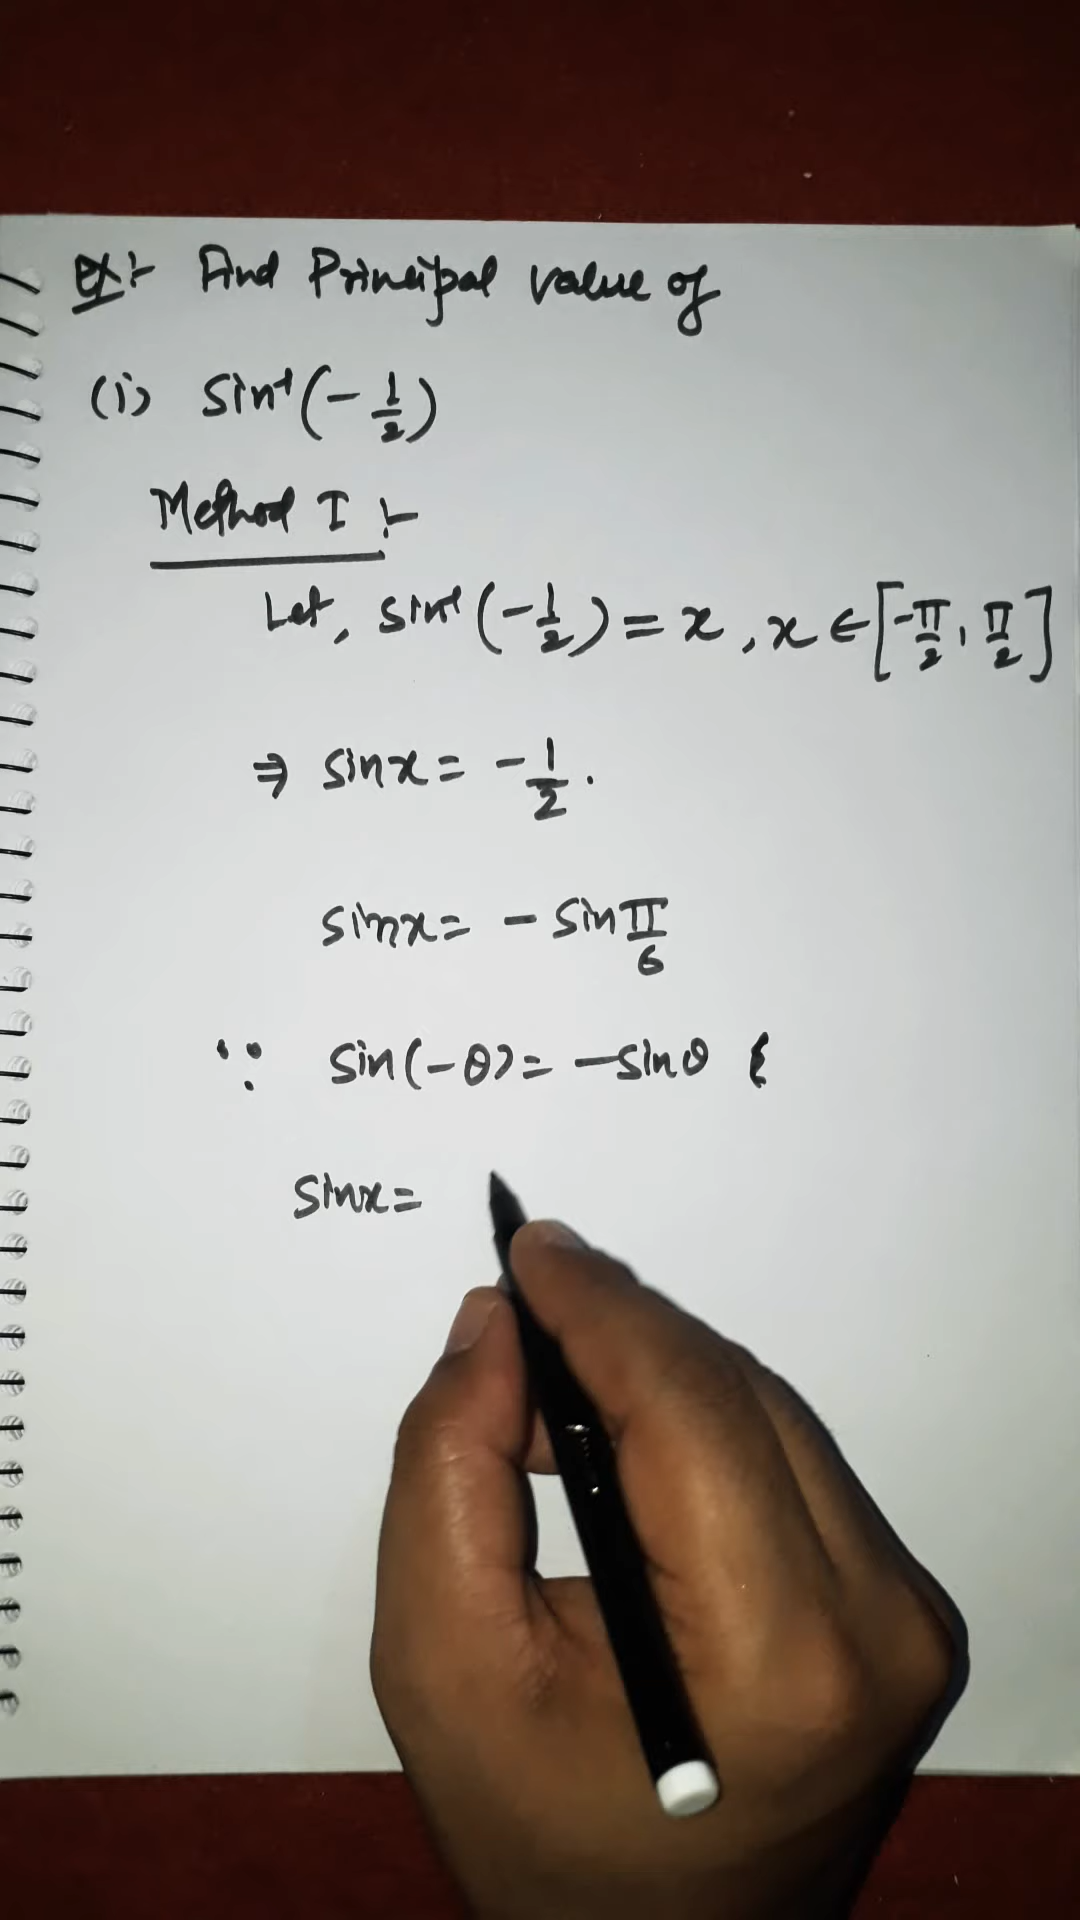 Ex:- Find Principal value of
(i) sin⁻¹(-1/2)
Method I :-
Let, sin⁻¹(-1/2) = x , x ∈ [-π/2, π/2]
⇒ sinx = -1/2.
sinx = - sin π/6
∵ sin(-θ) = -sinθ {
sinx =